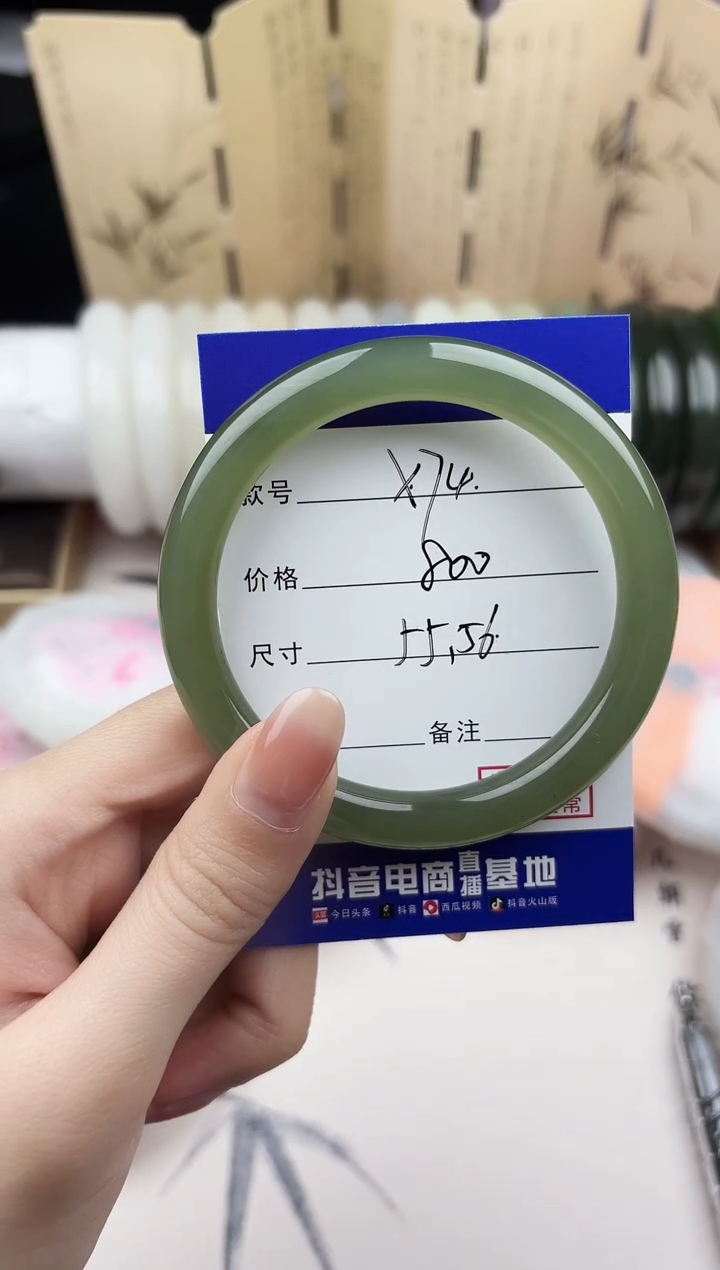 款号 X74.
价格 800
尺寸 55,56
备注
常
抖音电商直播基地
今日头条 抖音 西瓜视频 抖音火山版